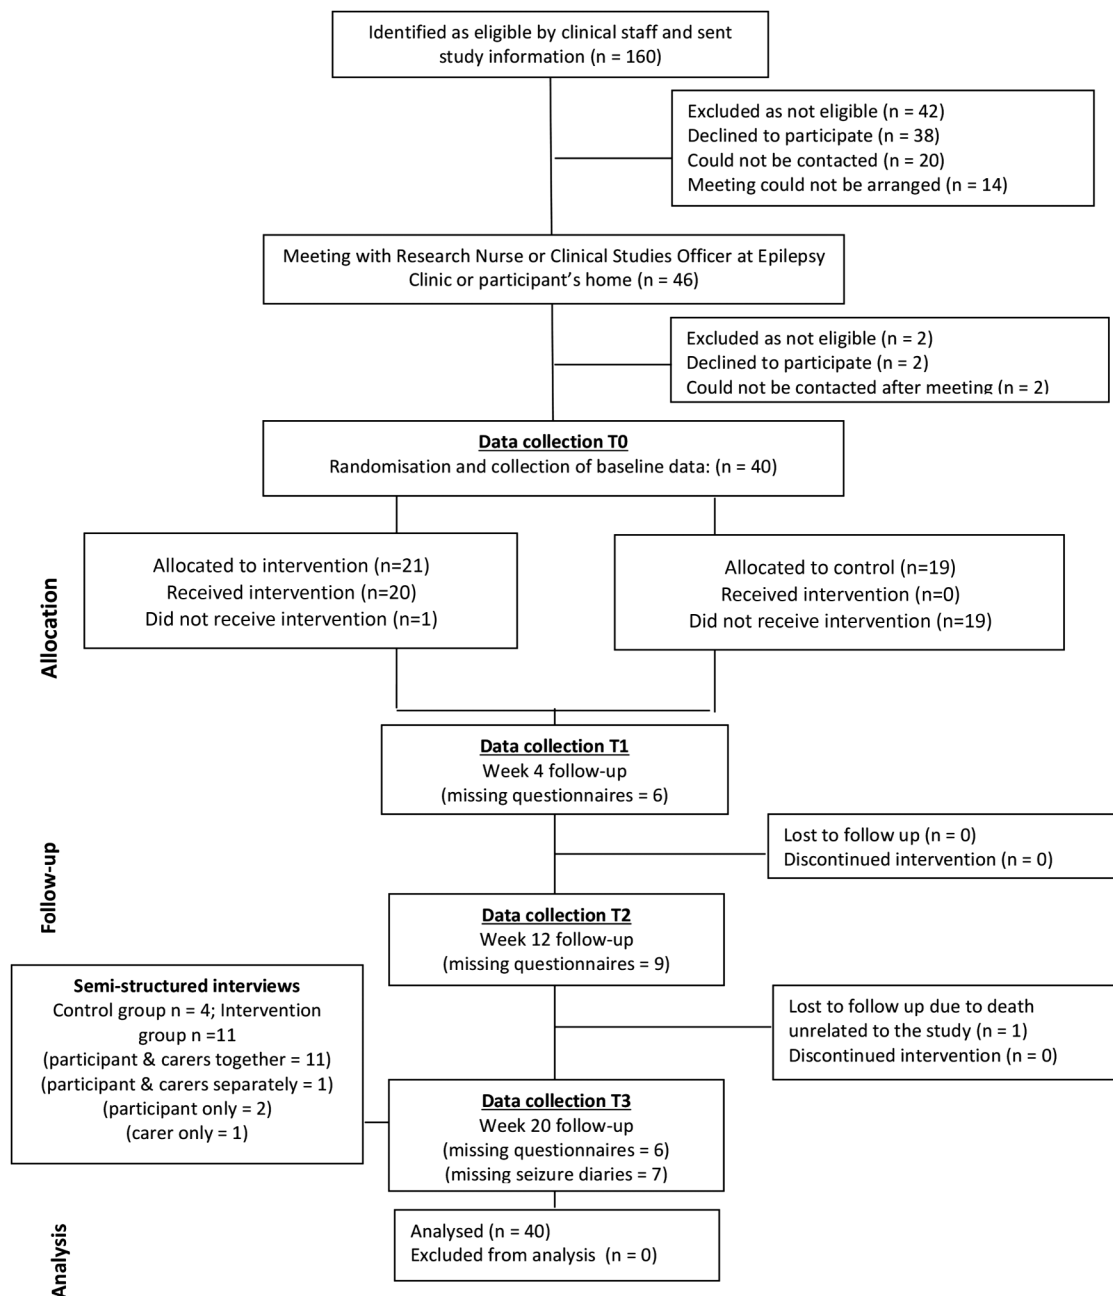 Identified as eligible by clinical staff and sent
study information (n = 160)
Excluded as not eligible (n = 42)
Declined to participate (n = 38)
Could not be contacted (n = 20)
Meeting could not be arranged (n = 14)
Meeting with Research Nurse or Clinical Studies Officer at Epilepsy
Clinic or participant's home (n = 46)
Excluded as not eligible (n = 2)
Declined to participate (n = 2)
Could not be contacted after meeting (n = 2)
Data collection T0
Randomisation and collection of baseline data: (n = 40)
Allocation
Allocated to intervention (n=21)
Received intervention (n=20)
Did not receive intervention (n=1)
Allocated to control (n=19)
Received intervention (n=0)
Did not receive intervention (n=19)
Data collection T1
Week 4 follow-up
(missing questionnaires = 6)
Follow-up
Lost to follow up (n = 0)
Discontinued intervention (n = 0)
Data collection T2
Week 12 follow-up
(missing questionnaires = 9)
Semi-structured interviews
Control group n = 4; Intervention
group n =11
(participant & carers together = 11)
(participant & carers separately = 1)
(participant only = 2)
(carer only = 1)
Lost to follow up due to death
unrelated to the study (n = 1)
Discontinued intervention (n = 0)
Data collection T3
Week 20 follow-up
(missing questionnaires = 6)
(missing seizure diaries = 7)
Analysis
Analysed (n = 40)
Excluded from analysis  (n = 0)